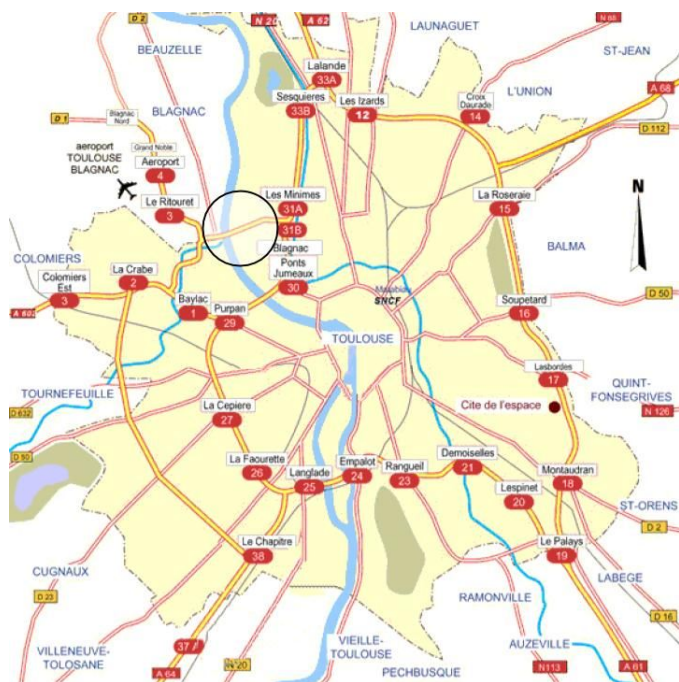 D 2
N 20
A 62
LAUNAGUET
N 88
BEAUZELLE
ST-JEAN
Lalande
33A
Sesquieres
33B
Les Izards
12
Croix
Daurade
14
L'UNION
A 68
BLAGNAC
D 1
Blagnac
Nord
D 112
aeroport
TOULOUSE
BLAGNAC
Grand Noble
Aeroport
4
Le Ritouret
3
Les Minimes
31A
31B
Blagnac
La Roseraie
15
N
BALMA
COLOMIERS
Colomiers
Est
3
La Crabe
2
Ponts
Jumeaux
30
Matabiau
SNCF
D 50
A 602
Baylac
1
Purpan
29
Soupetard
16
TOULOUSE
Lasbordes
17
TOURNEFEUILLE
QUINT-
FONSEGRIVES
D 632
La Cepiere
27
Cite de l'espace
N 126
D 50
La Faourette
26
Langlade
25
Empalot
24
Rangueil
23
Demoiselles
21
Lespinet
20
Montaudran
18
ST-ORENS
D 2
Le Chapitre
38
Le Palays
19
CUGNAUX
LABEGE
D 23
RAMONVILLE
D 16
VILLENEUVE-
TOLOSANE
37 A
VIEILLE-
TOULOUSE
AUZEVILLE
A 64
N 20
PECHBUSQUE
N113
A 61